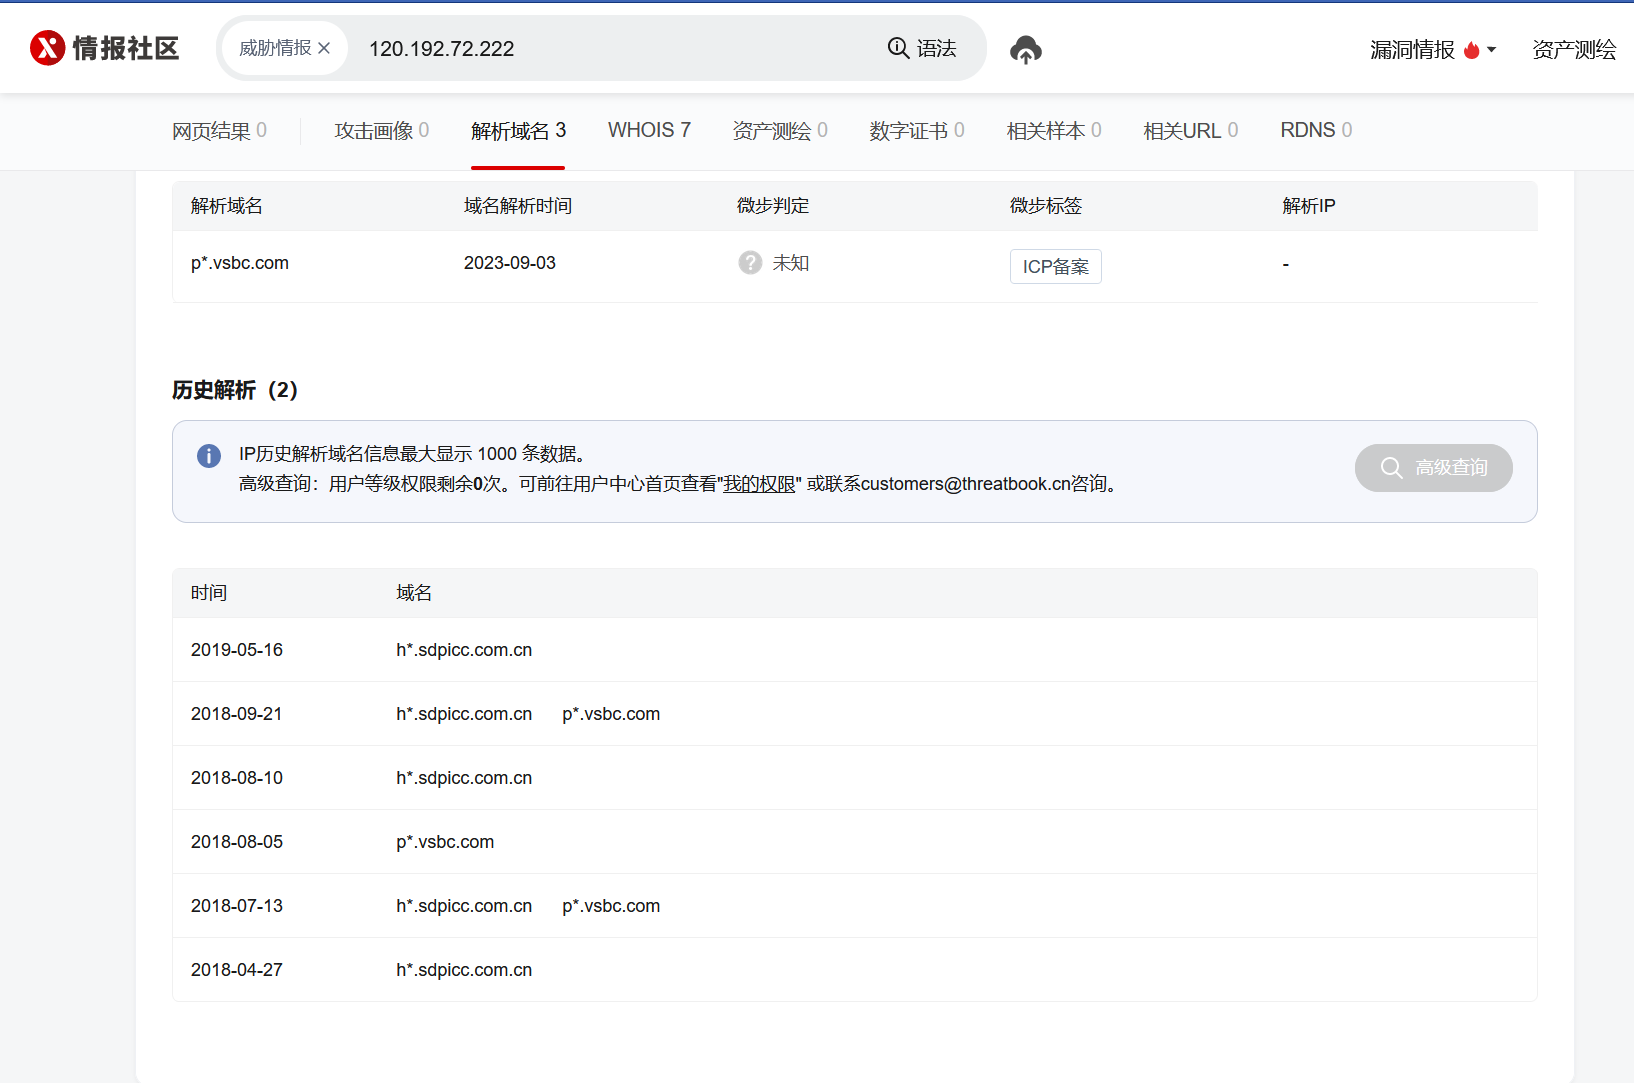 情报社区 威胁情报 120.192.72.222 语法 漏洞情报 资产测绘
网页结果 0 攻击画像 0 解析域名 3 WHOIS 7 资产测绘 0 数字证书 0 相关样本 0 相关URL 0 RDNS 0
解析域名 域名解析时间 微步判定 微步标签 解析IP
p*.vsbc.com 2023-09-03 未知 ICP备案 -
历史解析（2）
IP历史解析域名信息最大显示 1000 条数据。
高级查询：用户等级权限剩余0次。可前往用户中心首页查看"我的权限" 或联系customers@threatbook.cn咨询。
高级查询
时间 域名
2019-05-16 h*.sdpicc.com.cn
2018-09-21 h*.sdpicc.com.cn p*.vsbc.com
2018-08-10 h*.sdpicc.com.cn
2018-08-05 p*.vsbc.com
2018-07-13 h*.sdpicc.com.cn p*.vsbc.com
2018-04-27 h*.sdpicc.com.cn